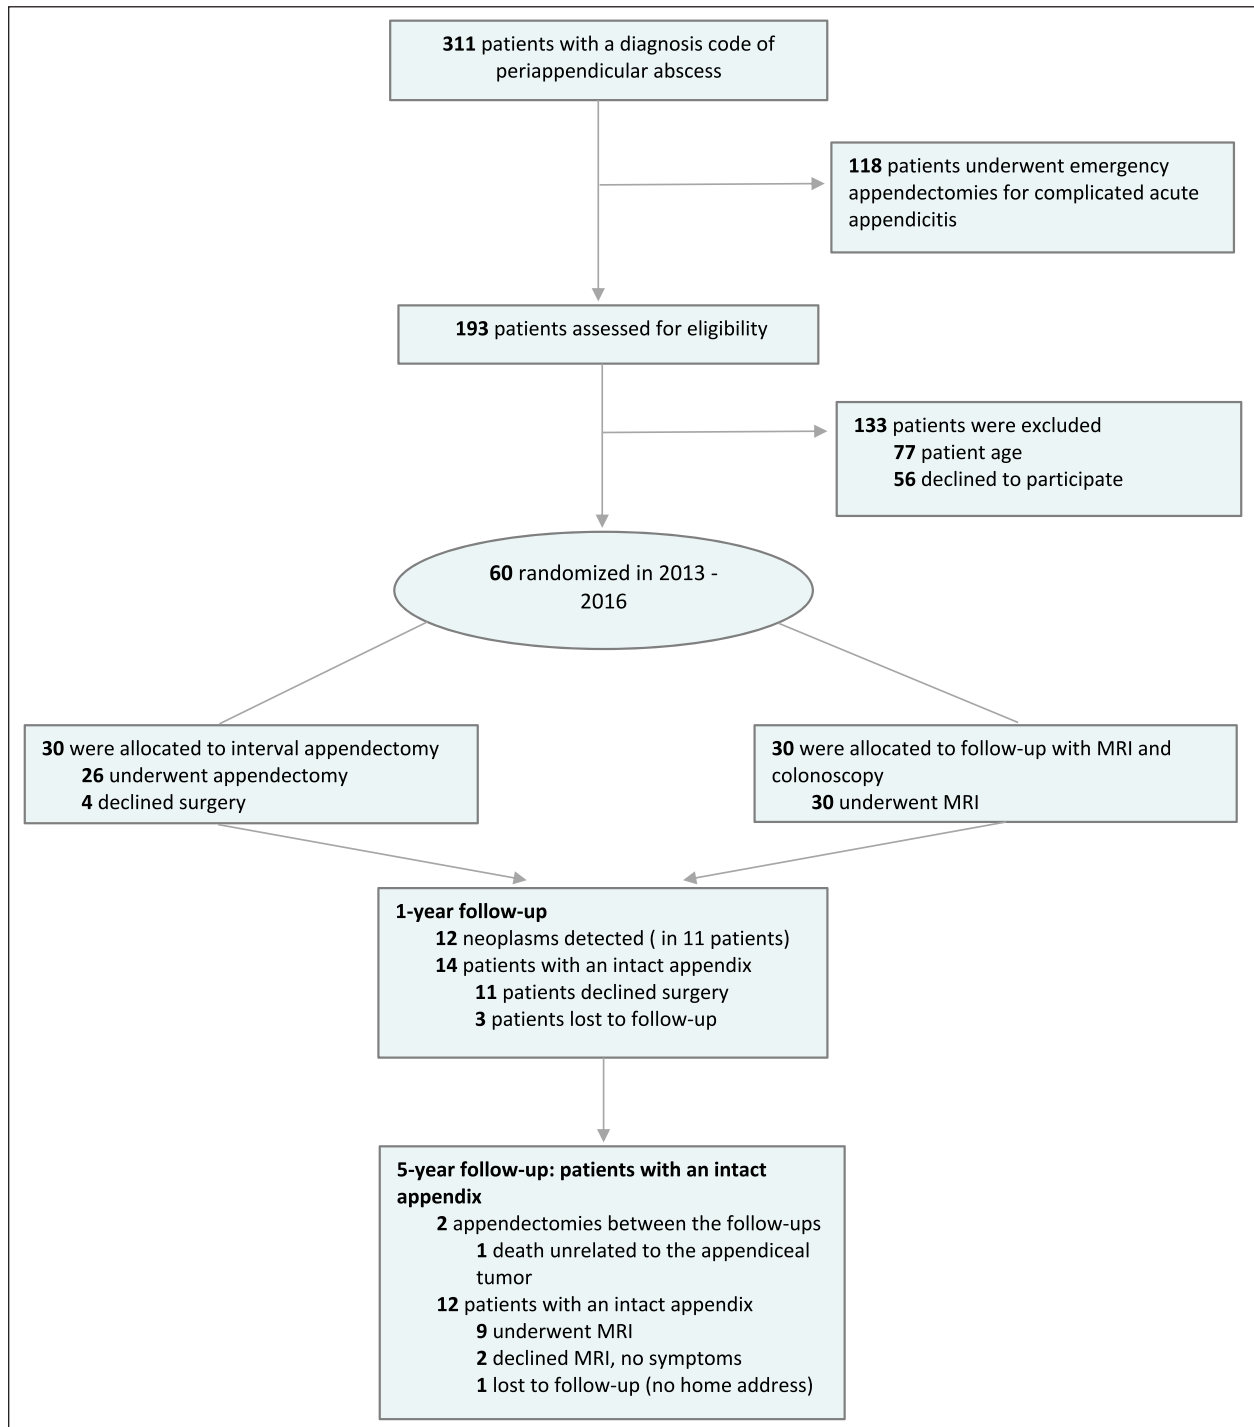 311 patients with a diagnosis code of
periappendicular abscess
118 patients underwent emergency
appendectomies for complicated acute
appendicitis
193 patients assessed for eligibility
133 patients were excluded
77 patient age
56 declined to participate
60 randomized in 2013 -
2016
30 were allocated to interval appendectomy
26 underwent appendectomy
4 declined surgery
30 were allocated to follow-up with MRI and
colonoscopy
30 underwent MRI
1-year follow-up
12 neoplasms detected ( in 11 patients)
14 patients with an intact appendix
11 patients declined surgery
3 patients lost to follow-up
5-year follow-up: patients with an intact
appendix
2 appendectomies between the follow-ups
1 death unrelated to the appendiceal
tumor
12 patients with an intact appendix
9 underwent MRI
2 declined MRI, no symptoms
1 lost to follow-up (no home address)